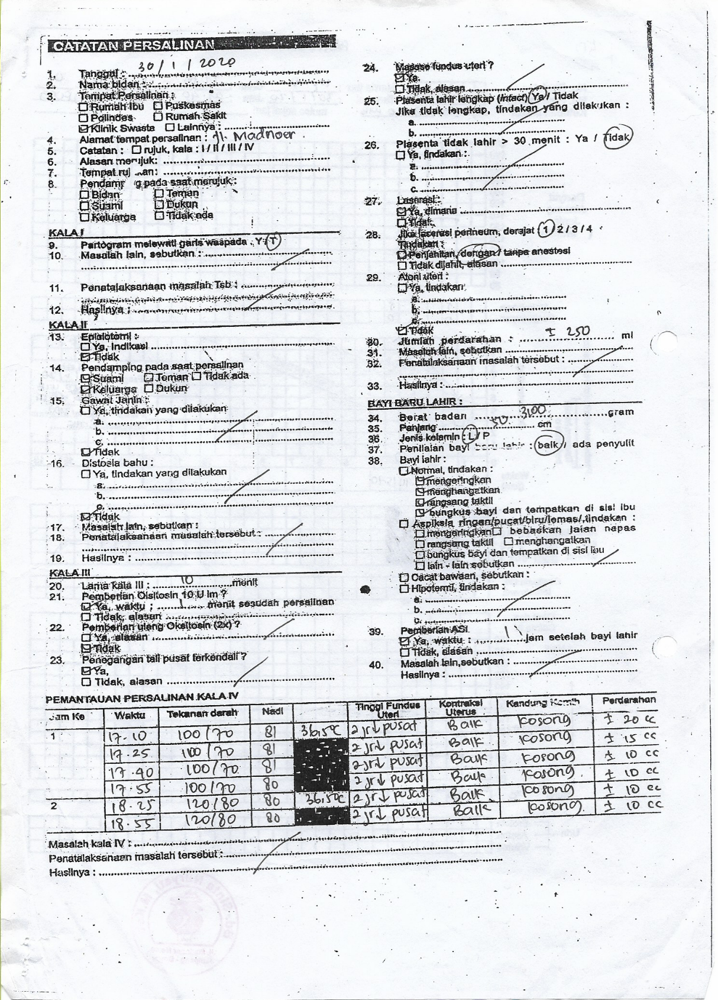 CATATAN PERSALINAN
1. Tanggal : 30 / 1 / 2020
2. Nama bidan :
3. Tempat Persalinan :
Rumah Ibu Puskesmas
Polindes Rumah Sakit
Klinik Swasta Lainnya :
4. Alamat tempat persalinan : Jl. Madnoer
5. Catatan : rujuk, kala : I / II / III / IV
6. Alasan merujuk:
7. Tempat ruj an:
8. Pendamp g pada saat merujuk :
Bidan Teman
Suami Dukun
Keluarga Tidak ada
KALA I
9. Partogram melewati garis waspada Y / T
10. Masalah lain, sebutkan :
11. Penatalaksanaan masalah Tsb :
12. Hasilnya :
KALA II
13. Episiotomi :
Ya, Indikasi
Tidak
14. Pendamping pada saat persalinan
Suami Teman Tidak ada
Keluarga Dukun
15. Gawat Janin :
Ya, tindakan yang dilakukan
a.
b.
c.
Tidak
16. Distosia bahu :
Ya, tindakan yang dilakukan
a.
b.
c.
Tidak
17. Masalah lain, sebutkan :
18. Penatalaksanaan masalah tersebut :
19. Hasilnya :
KALA III
20. Lama kala III : 10 menit
21. Pemberian Oksitosin 10 U Im ?
Ya, waktu : 1 menit sesudah persalinan
Tidak, alasan
22. Pemberian ulang Oksitosin (2x) ?
Ya, alasan
Tidak
23. Penegangan tali pusat terkendali ?
Ya,
Tidak, alasan
24. Masase fundus uteri ?
Ya.
Tidak, alasan
25. Plasenta lahir lengkap (Intact) Ya / Tidak
Jika tidak lengkap, tindakan yang dilakukan :
a.
b.
26. Plasenta tidak lahir > 30 menit : Ya / Tidak
Ya, tindakan :
a.
b.
c.
27. Laserasi :
Ya, dimana
Tidak
28. Jika laserasi perineum, derajat 1 / 2 / 3 / 4
Tindakan :
Penjahitan, dengan / tanpa anestesi
Tidak dijahit, alasan
29. Atoni uteri :
Ya, tindakan
a.
b.
c.
Tidak
30. Jumlah perdarahan : ± 250 ml
31. Masalah lain, sebutkan
32. Penatalaksanaan masalah tersebut :
33. Hasilnya :
BAYI BARU LAHIR :
34. Berat badan 3100 gram
35. Panjang 50 cm
36. Jenis kelamin : L / P
37. Penilaian bayi baru lahir : baik / ada penyulit
38. Bayi lahir :
Normal, tindakan :
mengeringkan
menghangatkan
rangsang taktil
bungkus bayi dan tempatkan di sisi ibu
Aspiksia ringan/pucat/biru/lemas/,tindakan :
mengeringkan bebaskan jalan napas
rangsang taktil menghangatkan
bungkus bayi dan tempatkan di sisi ibu
lain - lain sebutkan
Cacat bawaan, sebutkan :
Hipotermi, tindakan :
a.
b.
c.
39. Pemberian ASI
Ya, waktu : 1 jam setelah bayi lahir
Tidak, alasan
40. Masalah lain,sebutkan :
Hasilnya :
PEMANTAUAN PERSALINAN KALA IV
Jam Ke Waktu Tekanan darah Nadi Tinggi Fundus Uteri Kontraksi Uterus Kandung Kemih Perdarahan
1 17.10 100/70 81 36,5°C 2 jr↓pusat Baik Kosong ± 20 cc
17.25 100/70 81 2 jr↓ pusat Baik Kosong ± 15 cc
17.40 100/70 81 2 jr↓ pusat Baik Kosong ± 10 cc
17.55 100/70 80 2 jr↓ pusat Baik Kosong ± 10 cc
2 18.25 120/80 80 36,5°C 2 jr↓ pusat Baik Kosong ± 10 cc
18.55 120/80 80 2 jr↓ pusat Baik Kosong ± 10 cc
Masalah kala IV :
Penatalaksanaan masalah tersebut :
Hasilnya :